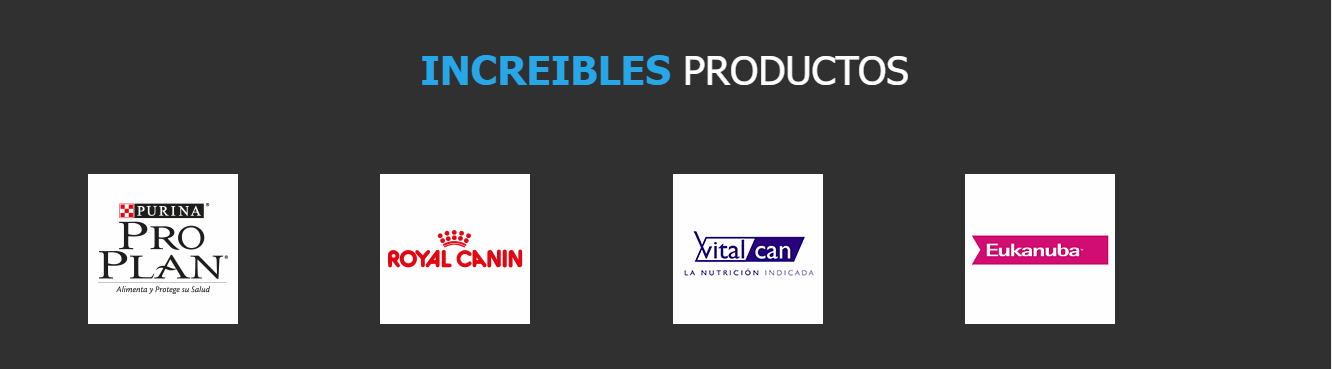 INCREIBLES PRODUCTOS
PURINA®
PRO
PLAN®
Alimenta y Protege su Salud
ROYAL CANIN
Vital can
LA NUTRICIÓN INDICADA
Eukanuba